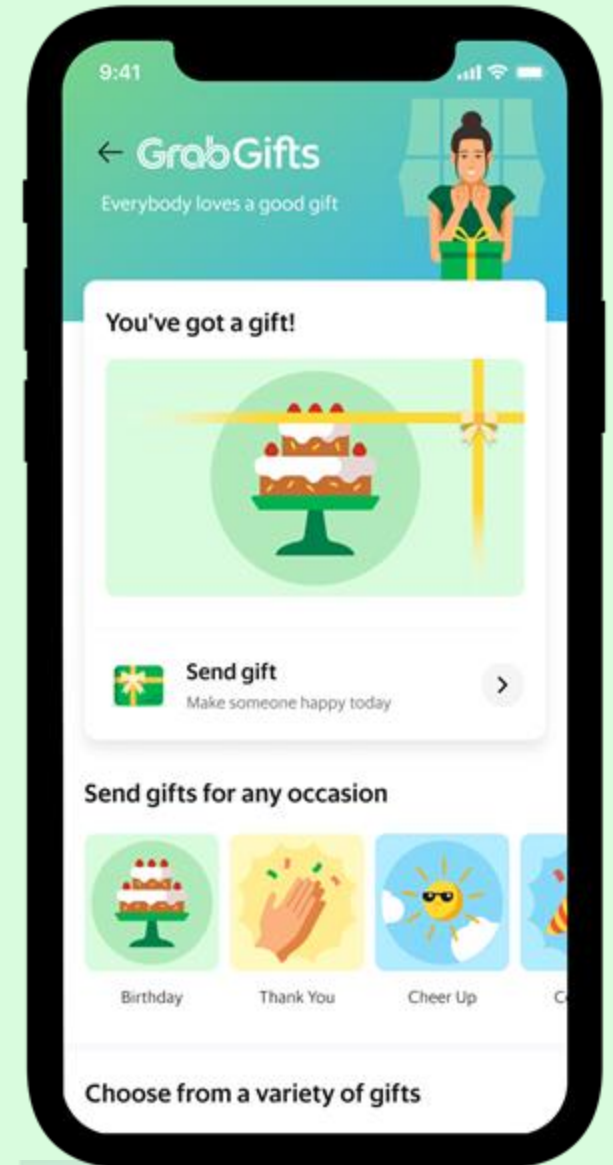 9:41
GrabGifts
Everybody loves a good gift
You've got a gift!
Send gift
Make someone happy today
Send gifts for any occasion
Birthday
Thank You
Cheer Up
Choose from a variety of gifts